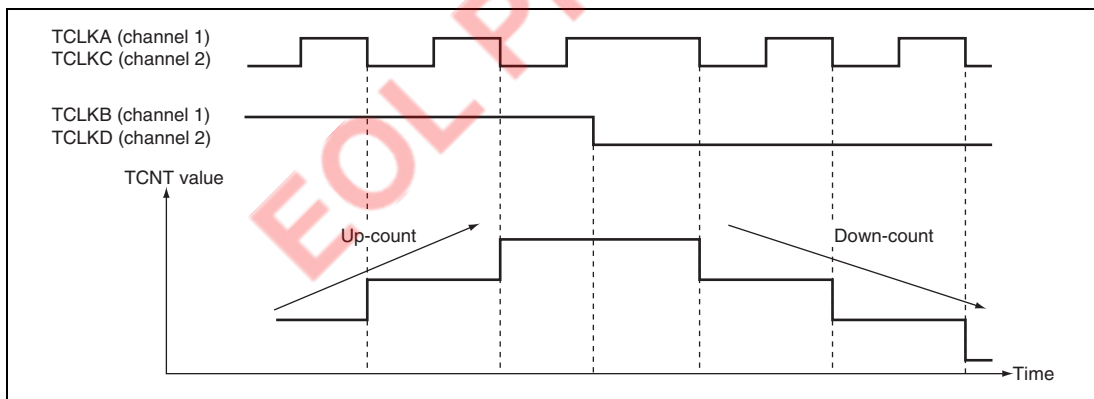 TCLKA (channel 1)
TCLKC (channel 2)
TCLKB (channel 1)
TCLKD (channel 2)
TCNT value
Up-count
Down-count
Time
EOL P